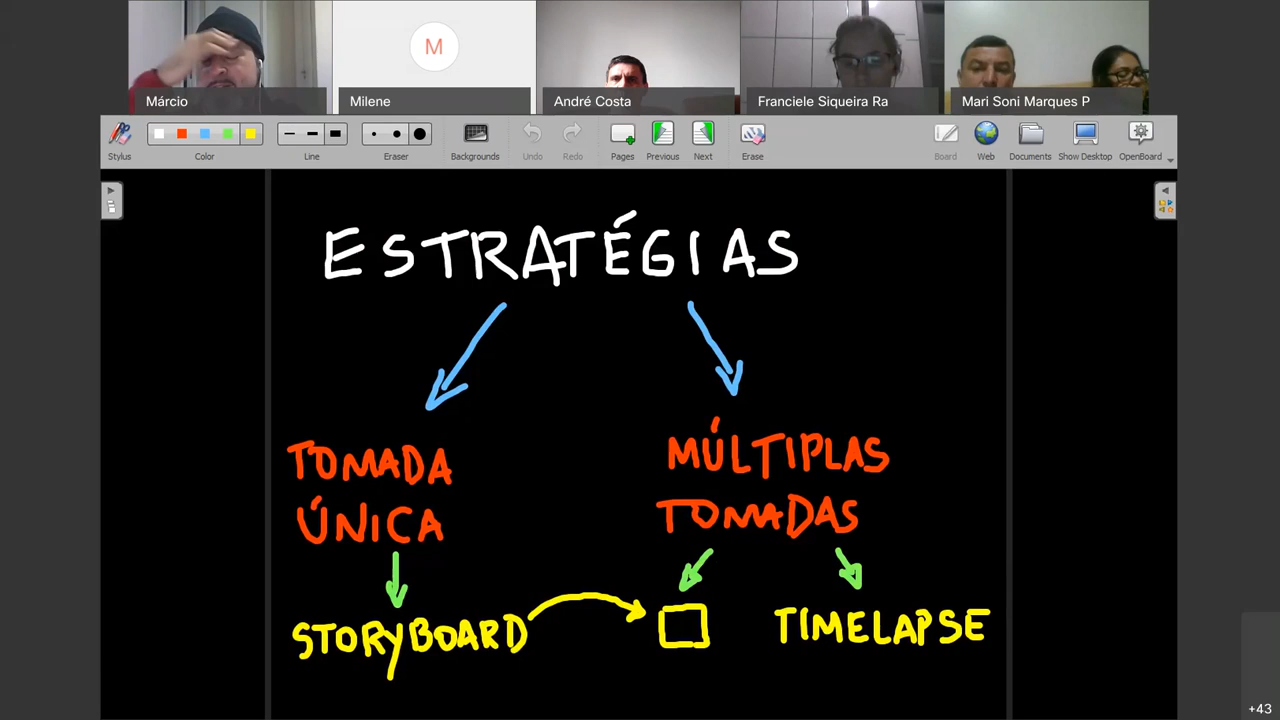 M
Márcio
Milene
André Costa
Franciele Siqueira Ra
Mari Soni Marques P
Stylus
Color
Line
Eraser
Backgrounds
Undo
Redo
Pages
Previous
Next
Erase
Board
Web
Documents
Show Desktop
OpenBoard
ESTRATÉGIAS
TOMADA
ÚNICA
MÚLTIPLAS
TOMADAS
STORYBOARD
TIMELAPSE
+43